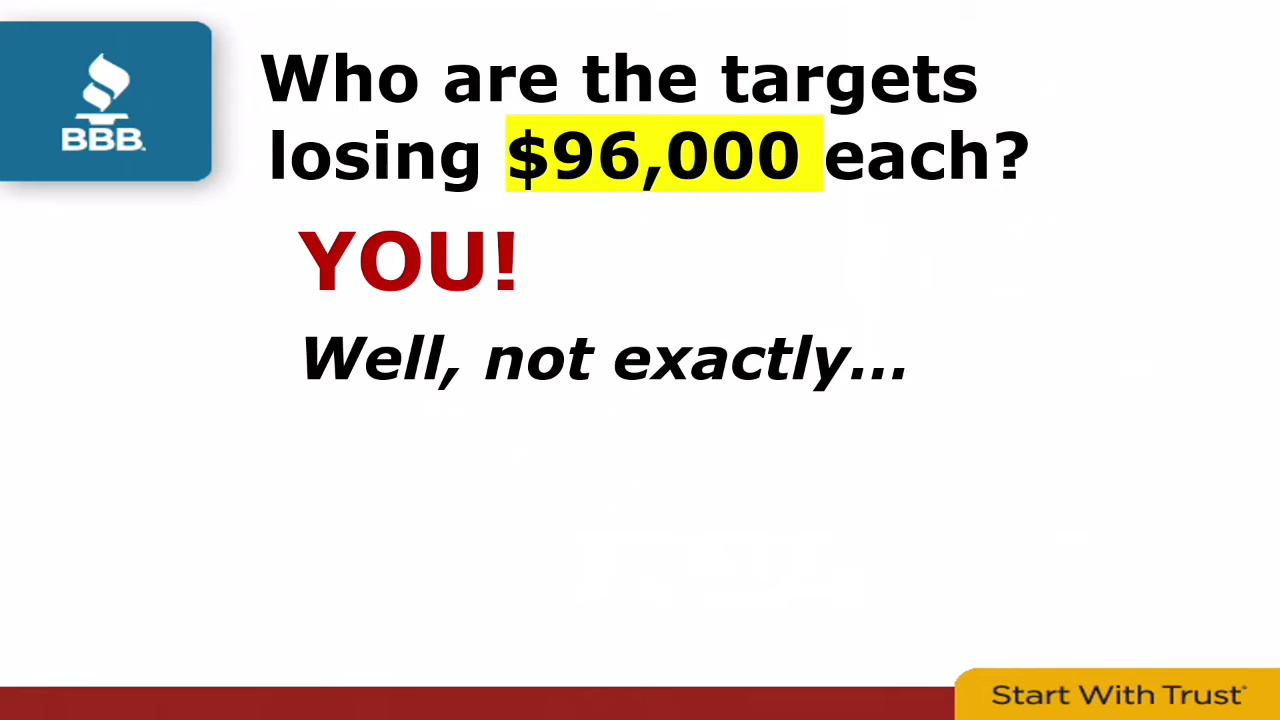 BBB.
Who are the targets
losing $96,000 each?
YOU!
Well, not exactly...
Start With Trust®